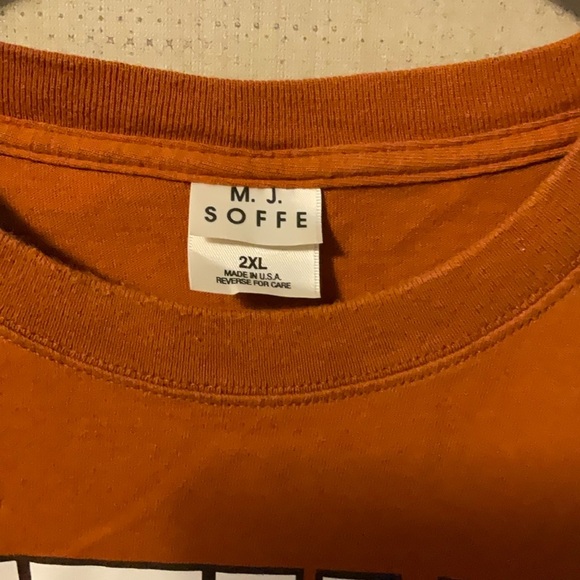 M. J.
SOFFE
2XL
MADE IN U.S.A.
REVERSE FOR CARE